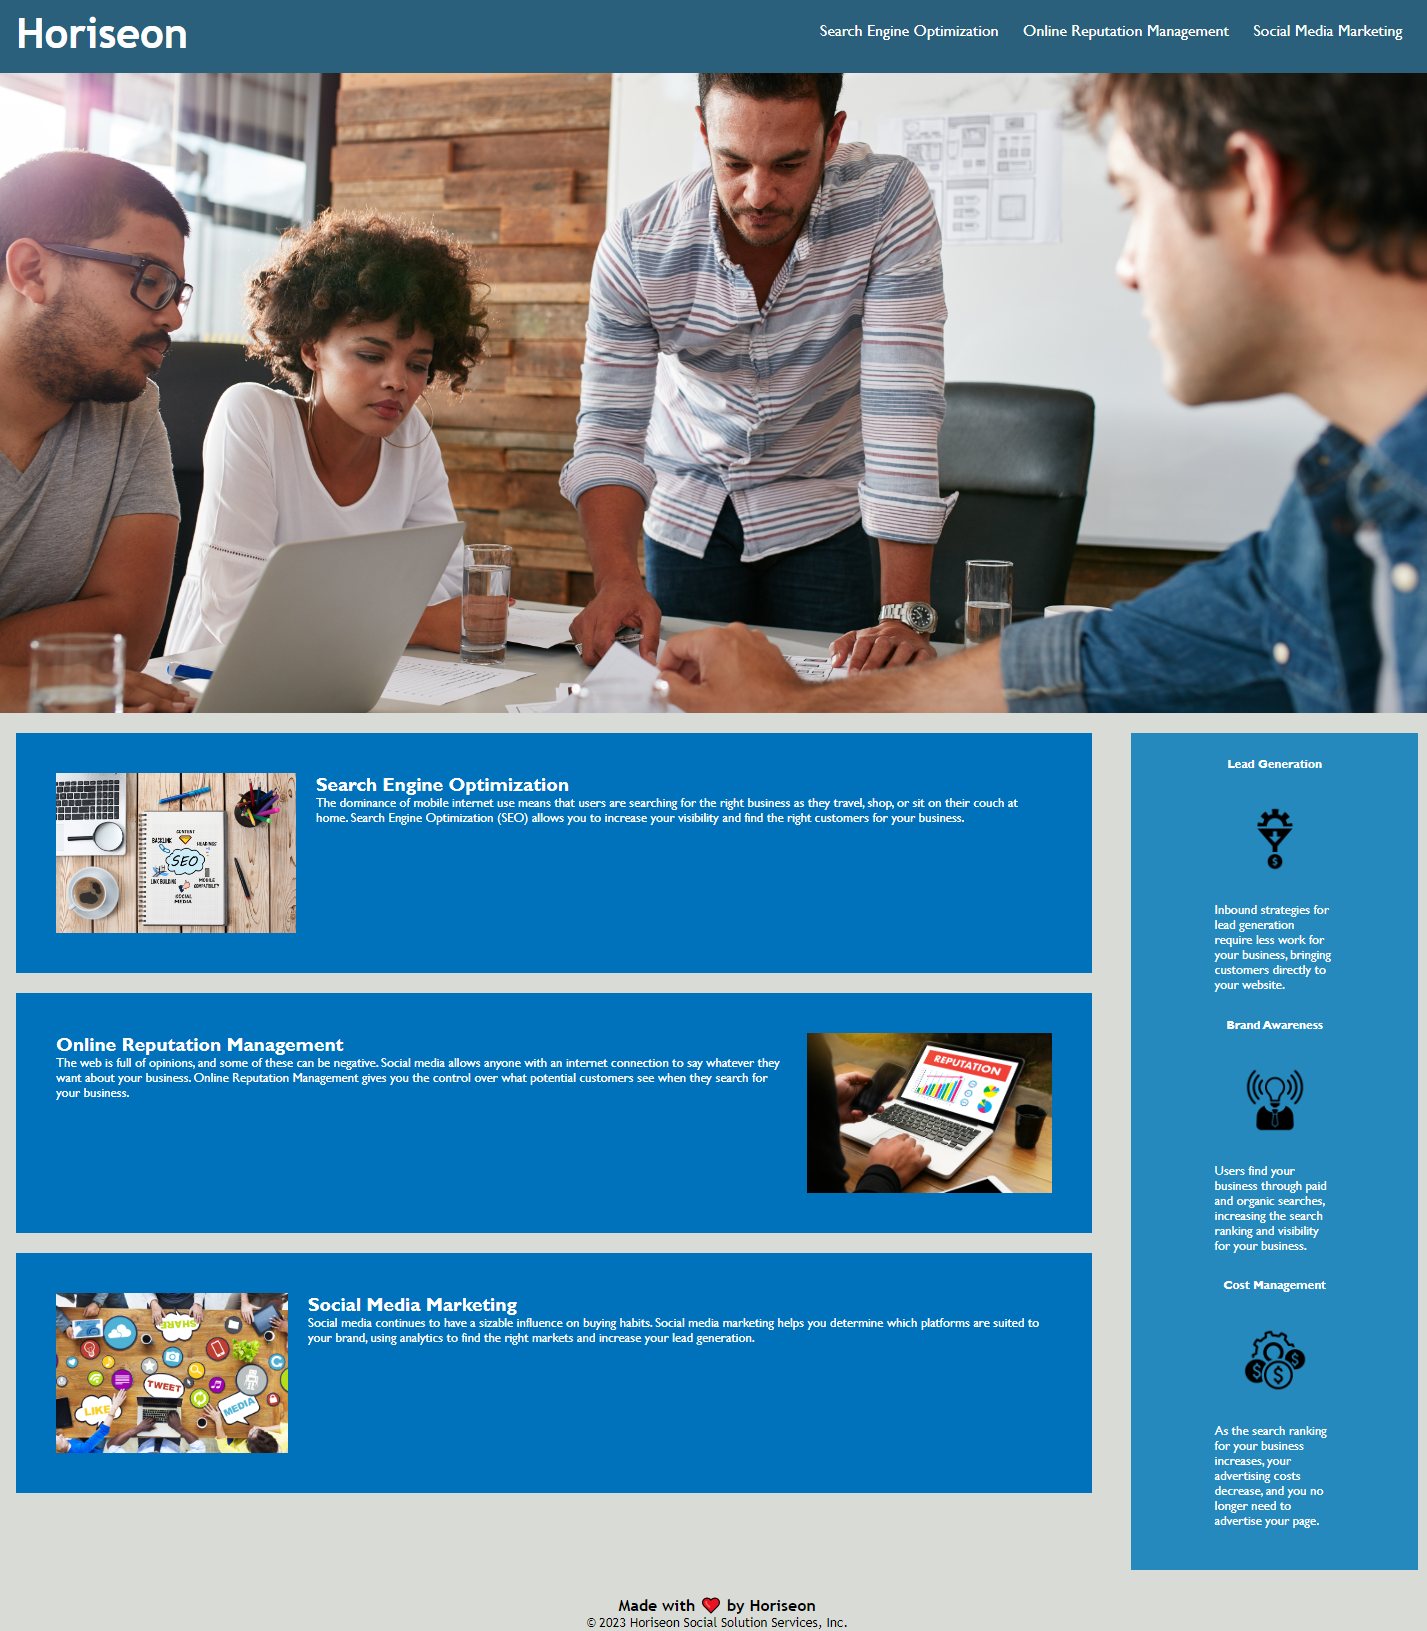 Horiseon
Search Engine Optimization
Online Reputation Management
Social Media Marketing
Search Engine Optimization
The dominance of mobile internet use means that users are searching for the right business as they travel, shop, or sit on their couch at
home. Search Engine Optimization (SEO) allows you to increase your visibility and find the right customers for your business.
CONTENT
BACKLINK
HEADINGS
SEO
LINK BUILDING
MOBILE
COMPATIBILITY
SOCIAL
MEDIA
Online Reputation Management
The web is full of opinions, and some of these can be negative. Social media allows anyone with an internet connection to say whatever they
want about your business. Online Reputation Management gives you the control over what potential customers see when they search for
your business.
REPUTATION
Social Media Marketing
Social media continues to have a sizable influence on buying habits. Social media marketing helps you determine which platforms are suited to
your brand, using analytics to find the right markets and increase your lead generation.
SHARE
TWEET
LIKE
MEDIA
Lead Generation
Inbound strategies for
lead generation
require less work for
your business, bringing
customers directly to
your website.
Brand Awareness
Users find your
business through paid
and organic searches,
increasing the search
ranking and visibility
for your business.
Cost Management
As the search ranking
for your business
increases, your
advertising costs
decrease, and you no
longer need to
advertise your page.
Made with ❤️ by Horiseon
© 2023 Horiseon Social Solution Services, Inc.